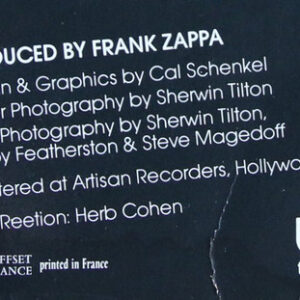 DUCED BY FRANK ZAPPA
n & Graphics by Cal Schenkel
r Photography by Sherwin Tilton
Photography by Sherwin Tilton,
by Featherston & Steve Magedoff
tered at Artisan Recorders, Hollywo
Reetion: Herb Cohen
FFSET
ANCE printed in France